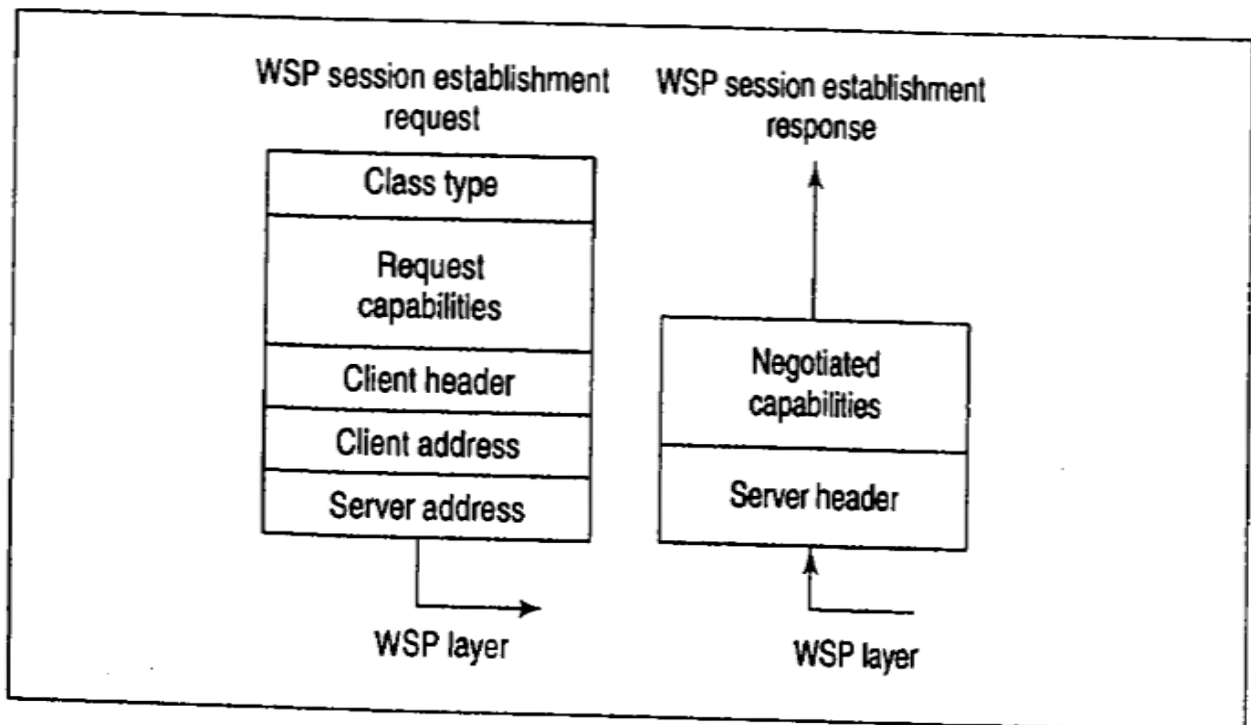 WSP session establishment
request
Class type
Request
capabilities
Client header
Client address
Server address
WSP layer
WSP session establishment
response
Negotiated
capabilities
Server header
WSP layer